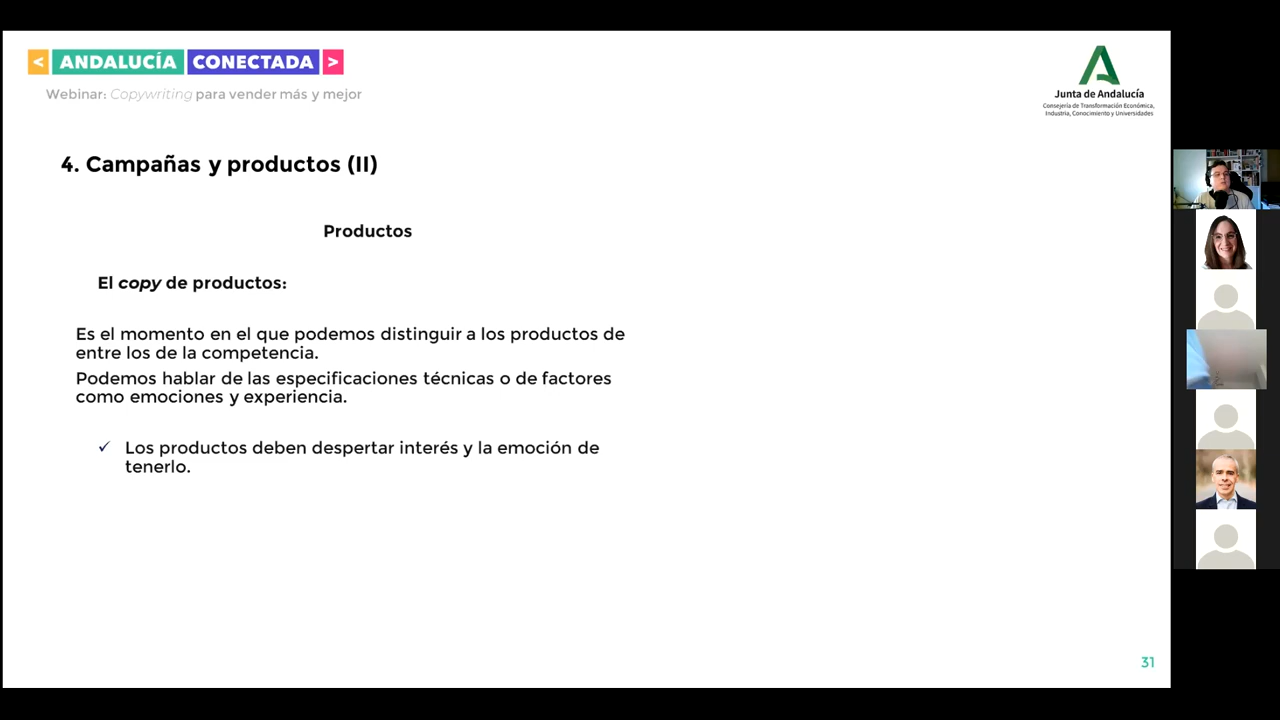 < ANDALUCÍA CONECTADA >
Webinar: Copywriting para vender más y mejor
Junta de Andalucía
Consejería de Transformación Económica,
Industria, Conocimiento y Universidades
4. Campañas y productos (II)
Productos
El copy de productos:
Es el momento en el que podemos distinguir a los productos de
entre los de la competencia.
Podemos hablar de las especificaciones técnicas o de factores
como emociones y experiencia.
✓ Los productos deben despertar interés y la emoción de
tenerlo.
31